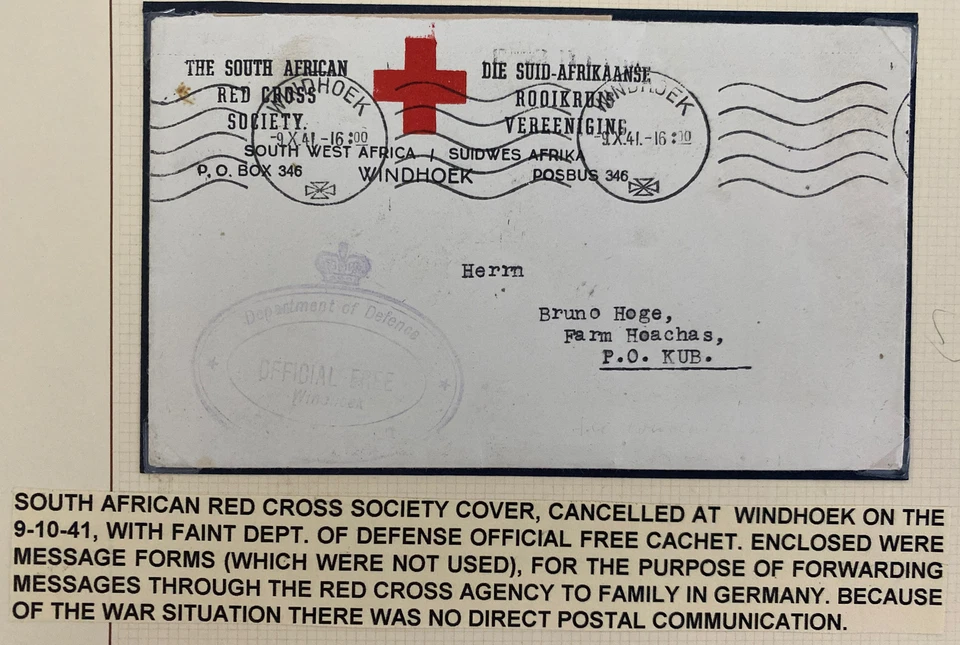 THE SOUTH AFRICAN
RED CROSS
SOCIETY.
DIE SUID-AFRIKAANSE
ROOIKRUIS
VEREENIGING.
WINDHOEK
-9.X.41.-16:00
WINDHOEK
-9.X.41.-16:00
SOUTH WEST AFRICA / SUIDWES AFRIKA
P.O. BOX 346 WINDHOEK POSBUS 346
Department of Defence
OFFICIAL FREE
Windhoek
Herrn
Bruno Hoge,
Farm Hoachas,
P.O. KUB.
SOUTH AFRICAN RED CROSS SOCIETY COVER, CANCELLED AT WINDHOEK ON THE
9-10-41, WITH FAINT DEPT. OF DEFENSE OFFICIAL FREE CACHET. ENCLOSED WERE
MESSAGE FORMS (WHICH WERE NOT USED), FOR THE PURPOSE OF FORWARDING
MESSAGES THROUGH THE RED CROSS AGENCY TO FAMILY IN GERMANY. BECAUSE
OF THE WAR SITUATION THERE WAS NO DIRECT POSTAL COMMUNICATION.